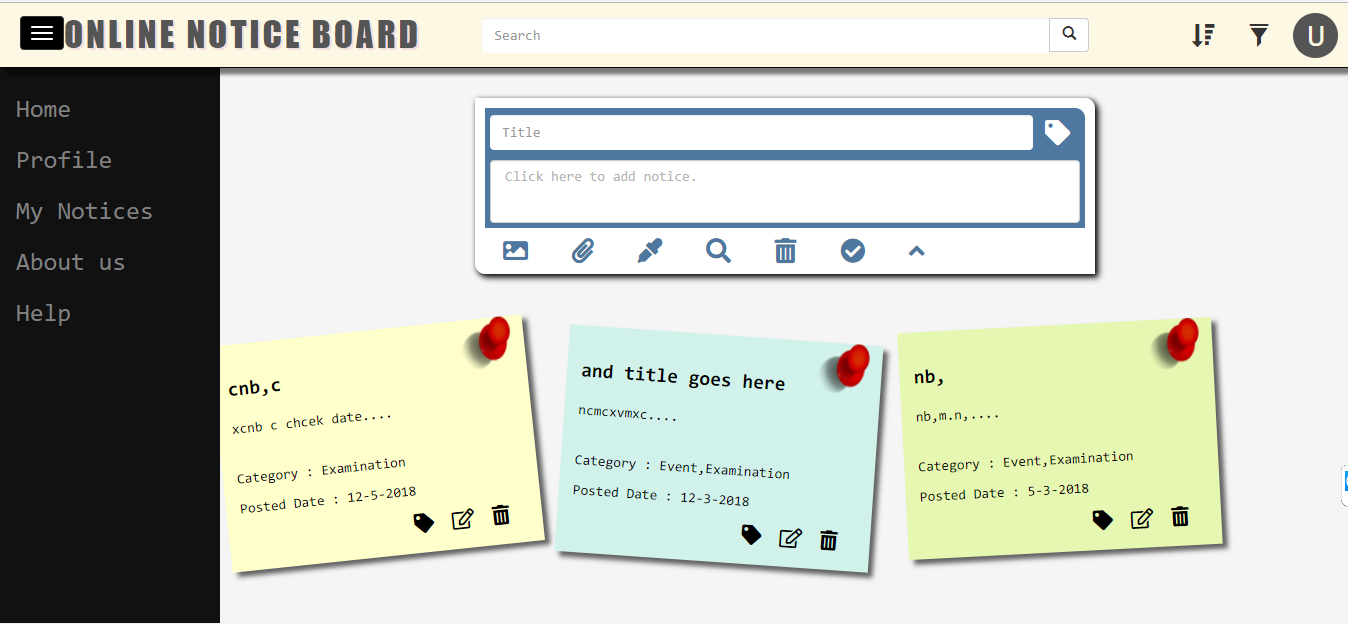 ONLINE NOTICE BOARD
Search
U
Home
Profile
My Notices
About us
Help
Title
Click here to add notice.
cnb,c
xcnb c chcek date....
Category : Examination
Posted Date : 12-5-2018
and title goes here
ncmcxvmxc....
Category : Event,Examination
Posted Date : 12-3-2018
nb,
nb,m.n,....
Category : Event,Examination
Posted Date : 5-3-2018